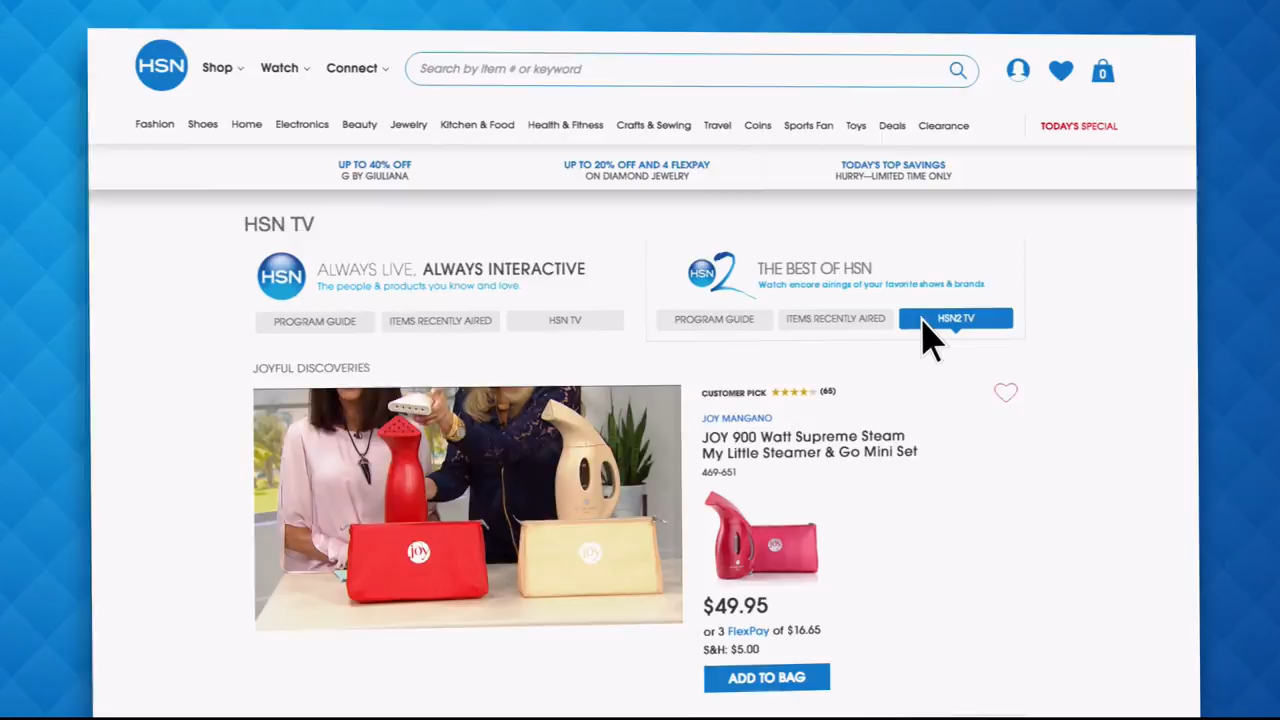 HSN
Shop
Watch
Connect
Search by item # or keyword
0
Fashion
Shoes
Home
Electronics
Beauty
Jewelry
Kitchen & Food
Health & Fitness
Crafts & Sewing
Travel
Coins
Sports Fan
Toys
Deals
Clearance
TODAY'S SPECIAL
UP TO 40% OFF
G BY GIULIANA
UP TO 20% OFF AND 4 FLEXPAY
ON DIAMOND JEWELRY
TODAY'S TOP SAVINGS
HURRY—LIMITED TIME ONLY
HSN TV
HSN
ALWAYS LIVE, ALWAYS INTERACTIVE
The people & products you know and love.
PROGRAM GUIDE
ITEMS RECENTLY AIRED
HSN TV
HSN 2
THE BEST OF HSN
Watch encore airings of your favorite shows & brands.
PROGRAM GUIDE
ITEMS RECENTLY AIRED
HSN2 TV
JOYFUL DISCOVERIES
joy
joy
CUSTOMER PICK
(65)
JOY MANGANO
JOY 900 Watt Supreme Steam
My Little Steamer & Go Mini Set
469-651
joy
$49.95
or 3 FlexPay of $16.65
S&H: $5.00
ADD TO BAG